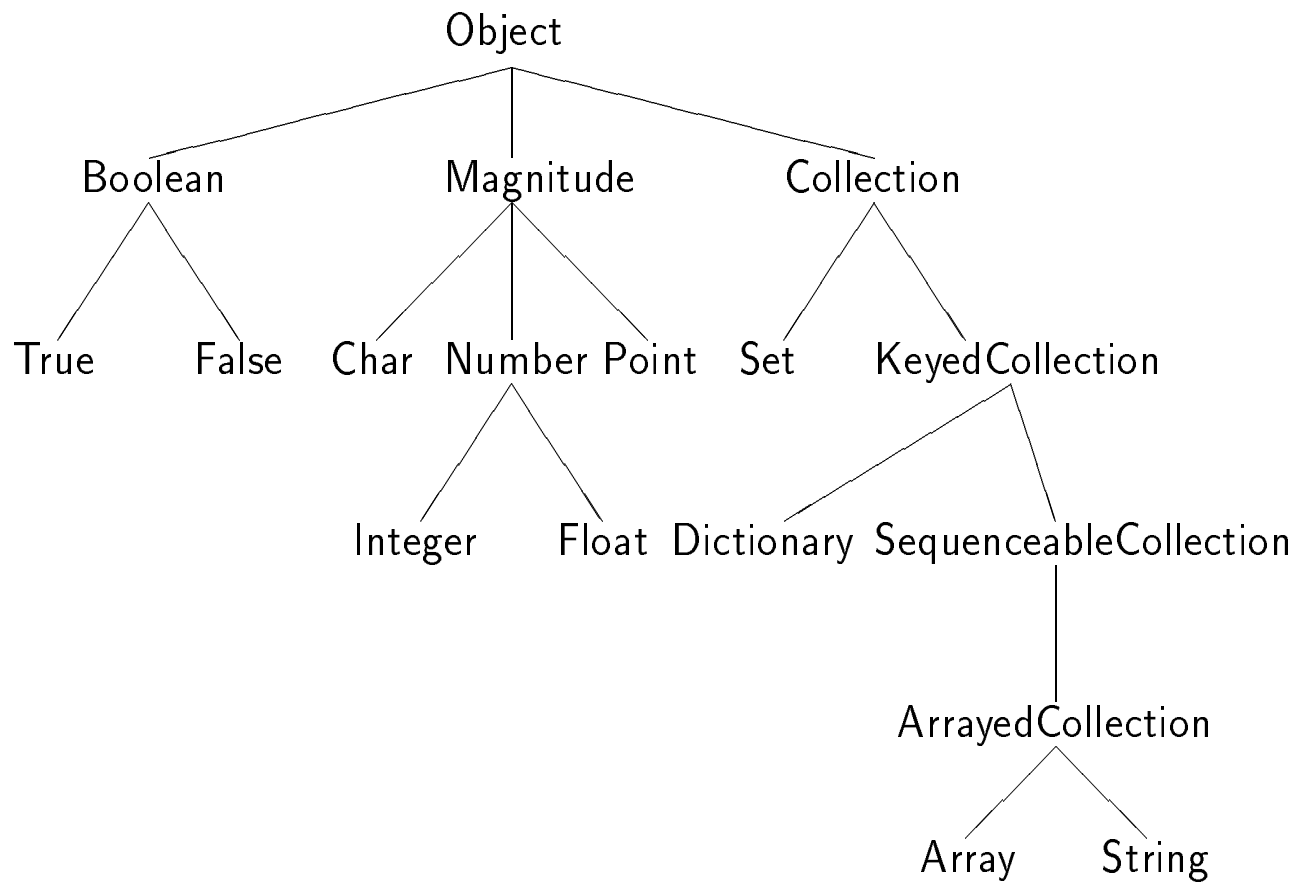 Object
Boolean Magnitude Collection
True False Char Number Point Set KeyedCollection
Integer Float Dictionary SequenceableCollection
ArrayedCollection
Array String